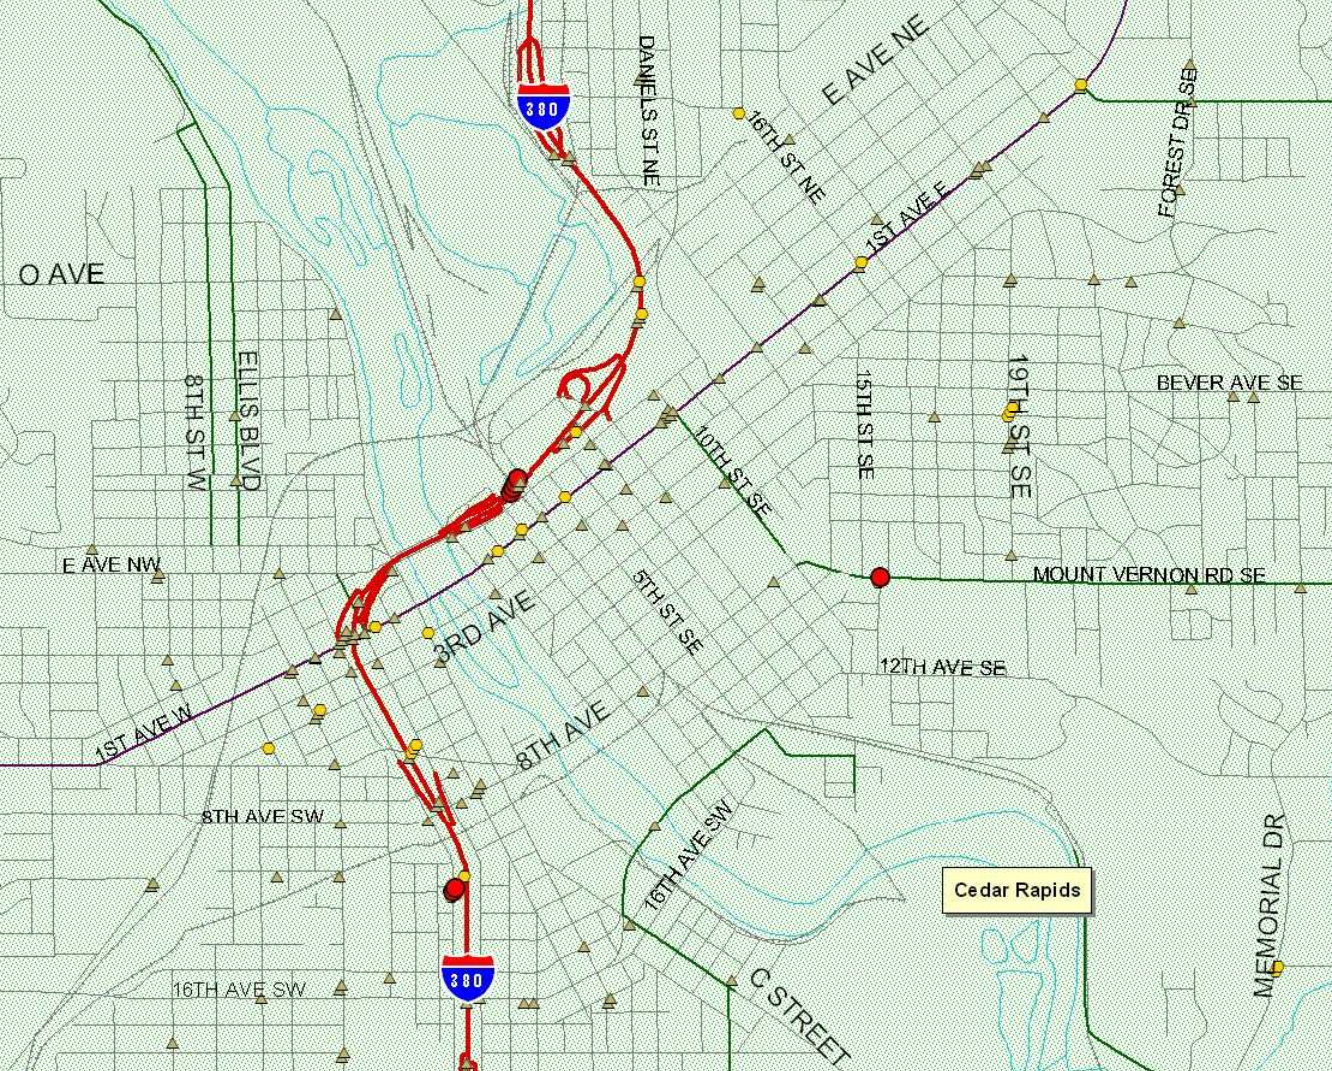 E AVE NE
DANIELS ST NE
380
16TH ST NE
FOREST DR SE
1ST AVE E
O AVE
ELLIS BLVD
8TH ST W
15TH ST SE
19TH ST SE
BEVER AVE SE
10TH ST SE
E AVE NW
MOUNT VERNON RD SE
5TH ST SE
3RD AVE
12TH AVE SE
1ST AVE W
8TH AVE
8TH AVE SW
16TH AVE SW
Cedar Rapids
MEMORIAL DR
380
16TH AVE SW
C STREET